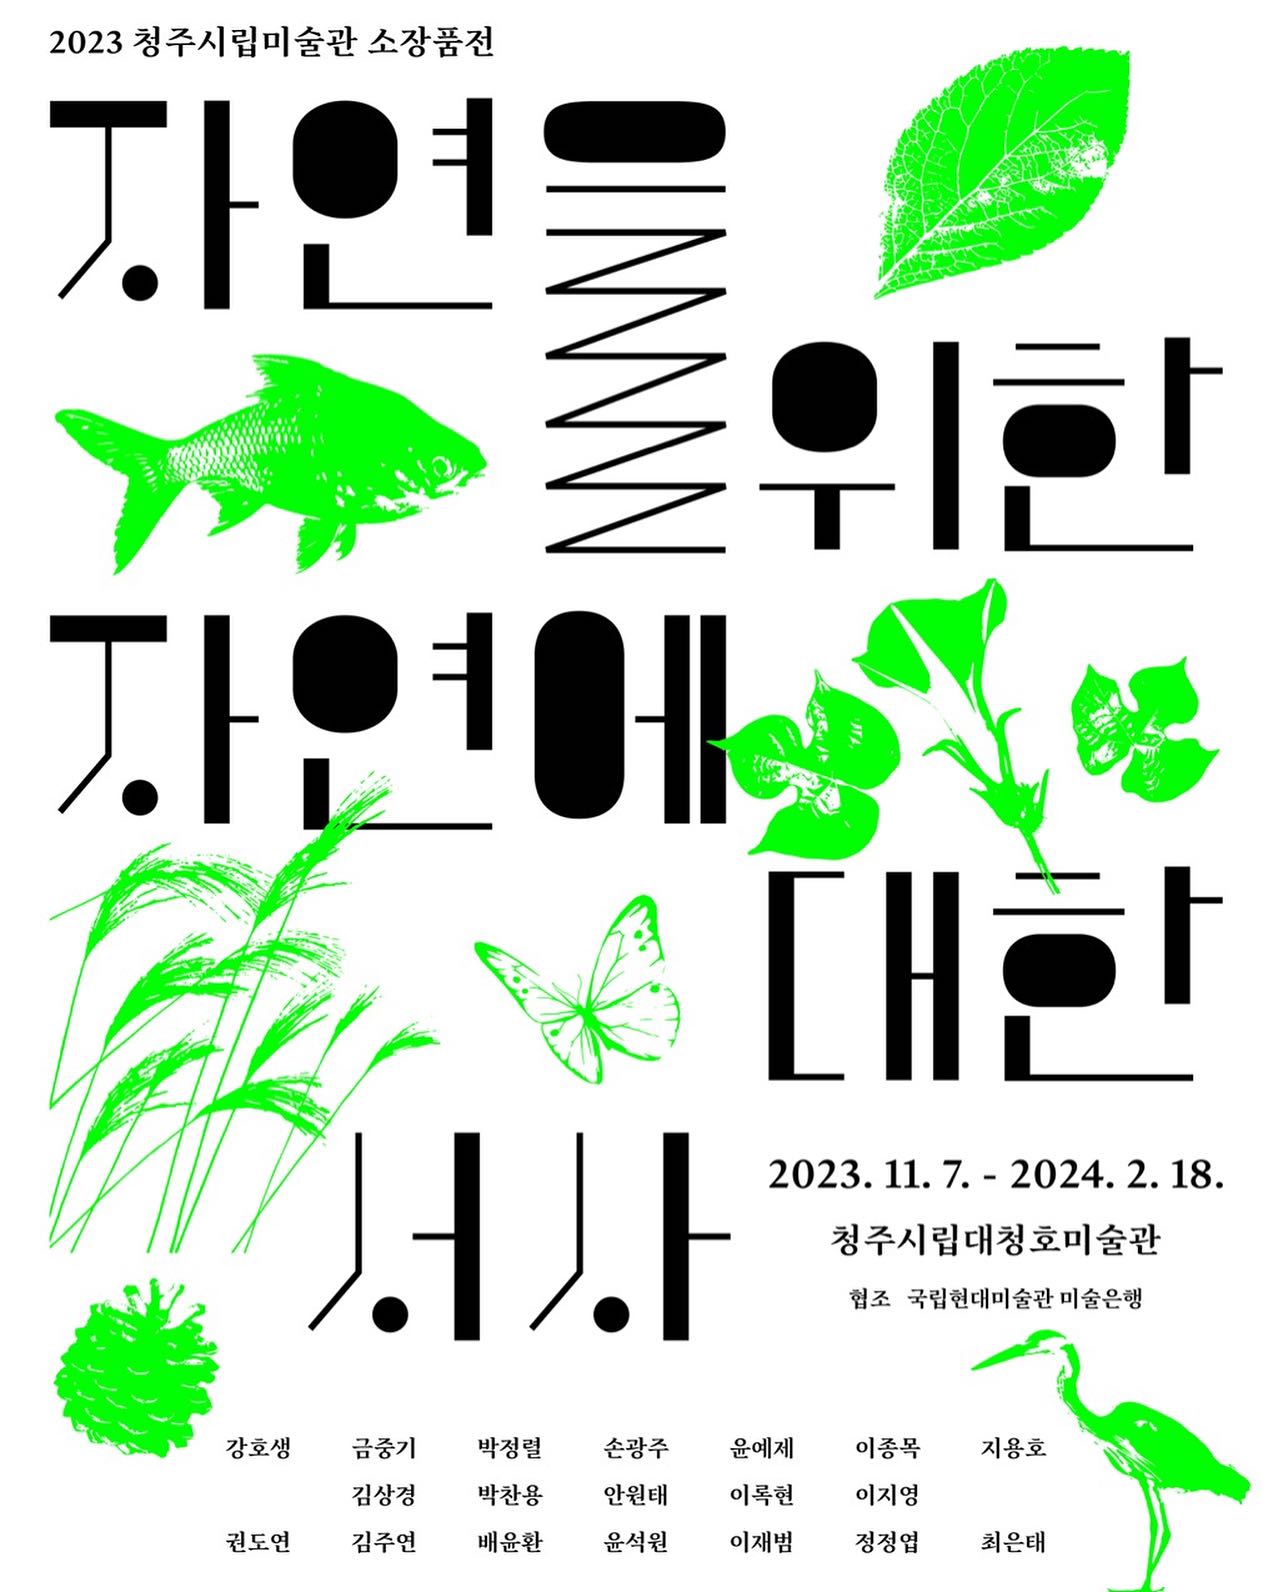 2023 청주시립미술관 소장품전
자연을
위한
자연에
대한
서사
2023. 11. 7. - 2024. 2. 18.
청주시립대청호미술관
협조 국립현대미술관 미술은행
강호생 금중기 박정렬 손광주 윤예제 이종목 지용호
김상경 박찬용 안원태 이록현 이지영
권도연 김주연 배윤환 윤석원 이재범 정정엽 최은태